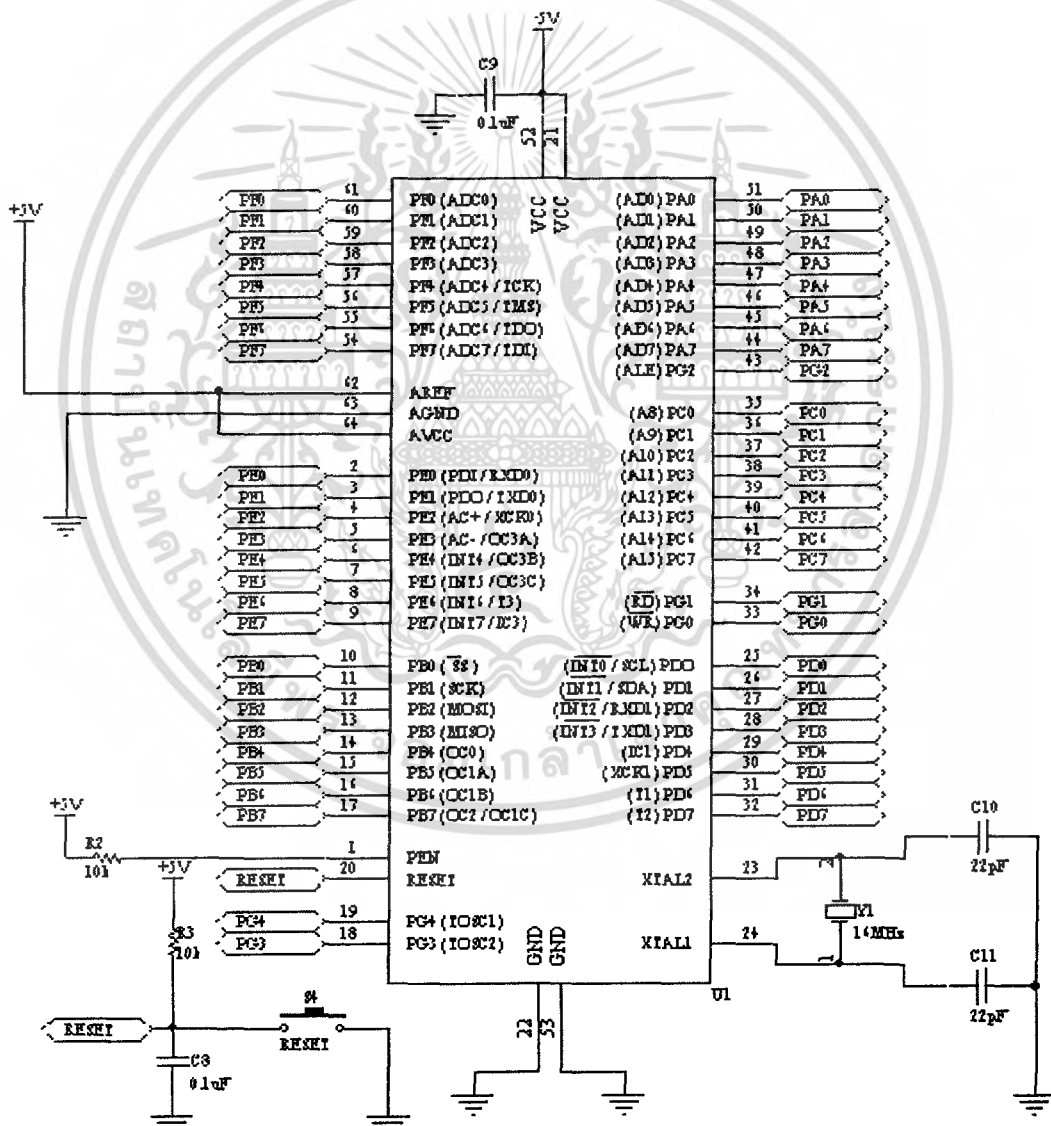 +5V
C9
0.1uF
52
21
VCC
VCC
+5V
PF0 61 PF0 (ADC0)
PF1 60 PF1 (ADC1)
PF2 59 PF2 (ADC2)
PF3 58 PF3 (ADC3)
PF4 57 PF4 (ADC4/TCK)
PF5 56 PF5 (ADC5/TMS)
PF6 55 PF6 (ADC6/TDO)
PF7 54 PF7 (ADC7/TDI)
62 AREF
63 AGND
64 AVCC
PE0 2 PE0 (PDI/RXD0)
PE1 3 PE1 (PDO/TXD0)
PE2 4 PE2 (AC+/XCK0)
PE3 5 PE3 (AC-/OC3A)
PE4 6 PE4 (INT4/OC3B)
PE5 7 PE5 (INT5/OC3C)
PE6 8 PE6 (INT6/T3)
PE7 9 PE7 (INT7/IC3)
PB0 10 PB0 (SS)
PB1 11 PB1 (SCK)
PB2 12 PB2 (MOSI)
PB3 13 PB3 (MISO)
PB4 14 PB4 (OC0)
PB5 15 PB5 (OC1A)
PB6 16 PB6 (OC1B)
PB7 17 PB7 (OC2/OC1C)
+5V
R2
10k
1 PEN
RESET 20 RESET
PG4 19 PG4 (TOSC1)
PG3 18 PG3 (TOSC2)
(AD0) PA0 51 PA0
(AD1) PA1 50 PA1
(AD2) PA2 49 PA2
(AD3) PA3 48 PA3
(AD4) PA4 47 PA4
(AD5) PA5 46 PA5
(AD6) PA6 45 PA6
(AD7) PA7 44 PA7
(ALE) PG2 43 PG2
(A8) PC0 35 PC0
(A9) PC1 36 PC1
(A10) PC2 37 PC2
(A11) PC3 38 PC3
(A12) PC4 39 PC4
(A13) PC5 40 PC5
(A14) PC6 41 PC6
(A15) PC7 42 PC7
(RD) PG1 34 PG1
(WR) PG0 33 PG0
(INT0/SCL) PD0 25 PD0
(INT1/SDA) PD1 26 PD1
(INT2/RXD1) PD2 27 PD2
(INT3/TXD1) PD3 28 PD3
(IC1) PD4 29 PD4
(XCK1) PD5 30 PD5
(T1) PD6 31 PD6
(T2) PD7 32 PD7
XTAL2 23
XTAL1 24
2
Y1
16MHz
1
C10
22pF
C11
22pF
U1
GND
GND
22
53
+5V
R3
10k
RESET
S4
RESET
C8
0.1uF